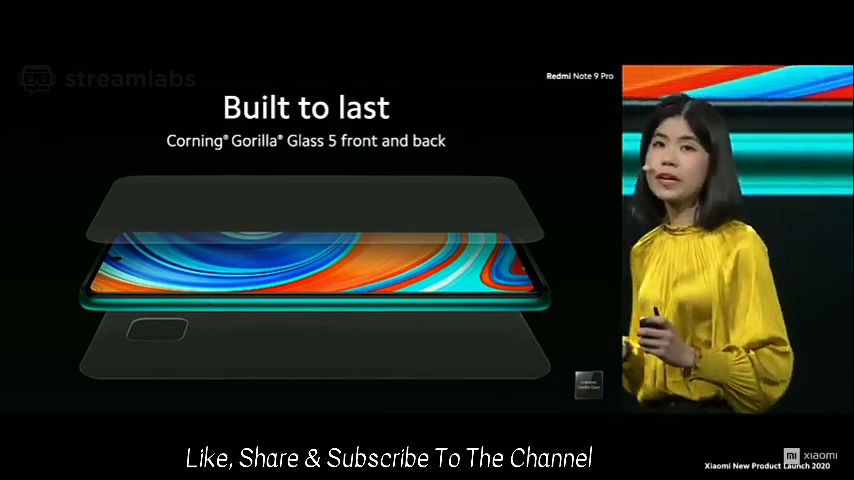 streamlabs
Redmi Note 9 Pro
Built to last
Corning® Gorilla® Glass 5 front and back
Like, Share & Subscribe To The Channel
xiaomi
Xiaomi New Product Launch 2020